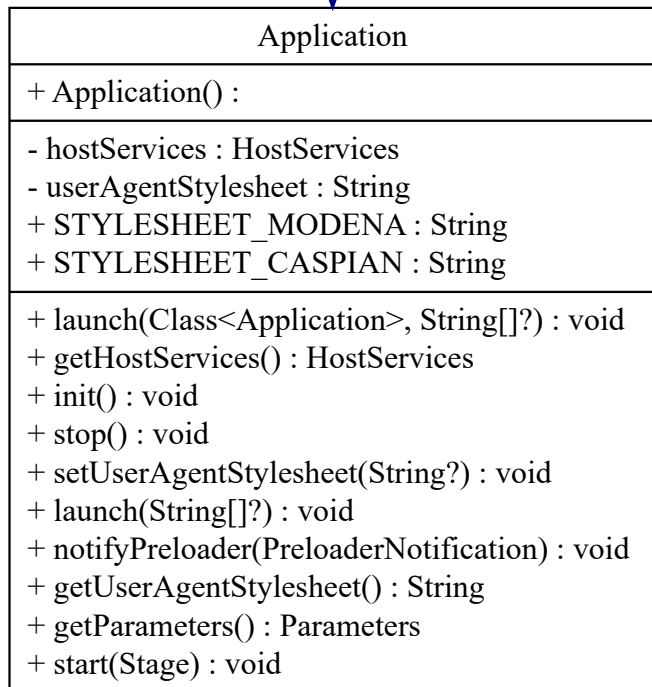 Application
+ Application() :
- hostServices : HostServices
- userAgentStylesheet : String
+ STYLESHEET_MODENA : String
+ STYLESHEET_CASPIAN : String
+ launch(Class<Application>, String[]?) : void
+ getHostServices() : HostServices
+ init() : void
+ stop() : void
+ setUserAgentStylesheet(String?) : void
+ launch(String[]?) : void
+ notifyPreloader(PreloaderNotification) : void
+ getUserAgentStylesheet() : String
+ getParameters() : Parameters
+ start(Stage) : void